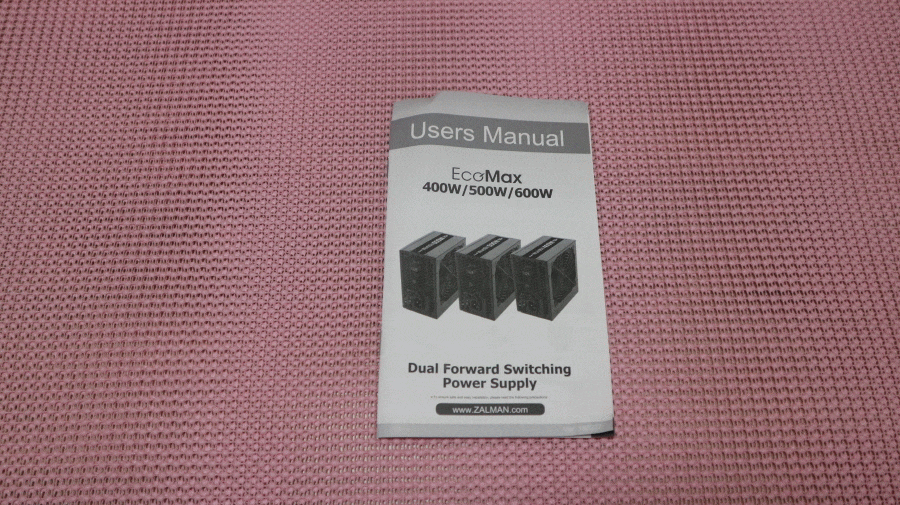 Users Manual
EcoMax
400W/500W/600W
Dual Forward Switching
Power Supply
www.ZALMAN.com